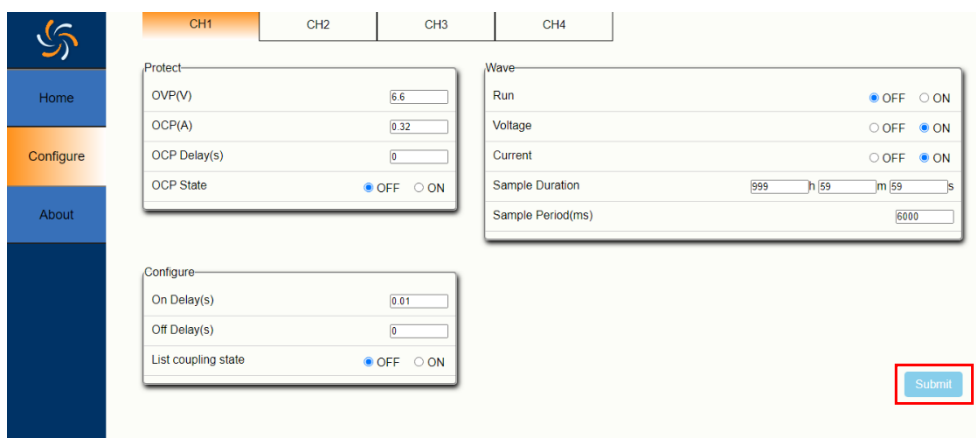 CH1 CH2 CH3 CH4
Home
Configure
About
Protect
OVP(V) 6.6
OCP(A) 0.32
OCP Delay(s) 0
OCP State OFF ON
Wave
Run OFF ON
Voltage OFF ON
Current OFF ON
Sample Duration 999 h 59 m 59 s
Sample Period(ms) 6000
Configure
On Delay(s) 0.01
Off Delay(s) 0
List coupling state OFF ON
Submit